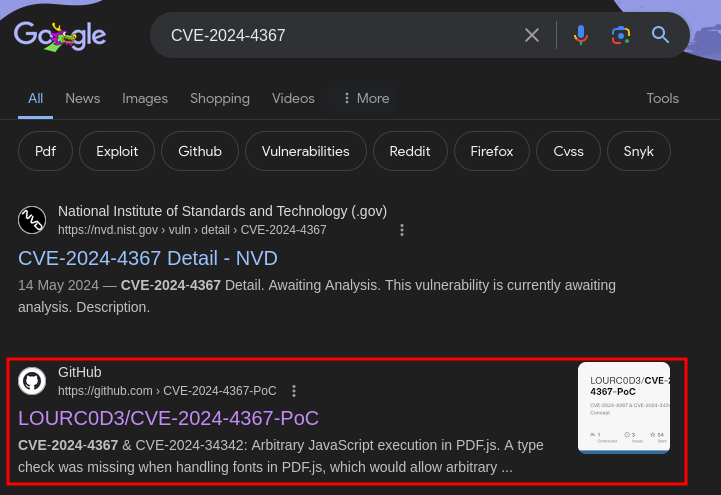 Google
CVE-2024-4367
All News Images Shopping Videos More Tools
Pdf Exploit Github Vulnerabilities Reddit Firefox Cvss Snyk
NVD
National Institute of Standards and Technology (.gov)
https://nvd.nist.gov › vuln › detail › CVE-2024-4367
CVE-2024-4367 Detail - NVD
14 May 2024 — CVE-2024-4367 Detail. Awaiting Analysis. This vulnerability is currently awaiting
analysis. Description.
GitHub
https://github.com › CVE-2024-4367-PoC
LOURC0D3/CVE-2024-4367-PoC
CVE-2024-4367 & CVE-2024-34342: Arbitrary JavaScript execution in PDF.js. A type
check was missing when handling fonts in PDF.js, which would allow arbitrary ...
LOURC0D3/CVE-2
4367-PoC
CVE-2024-4367 & CVE-2024-3434
Concept
1 3 54
Contributor Issues Stars